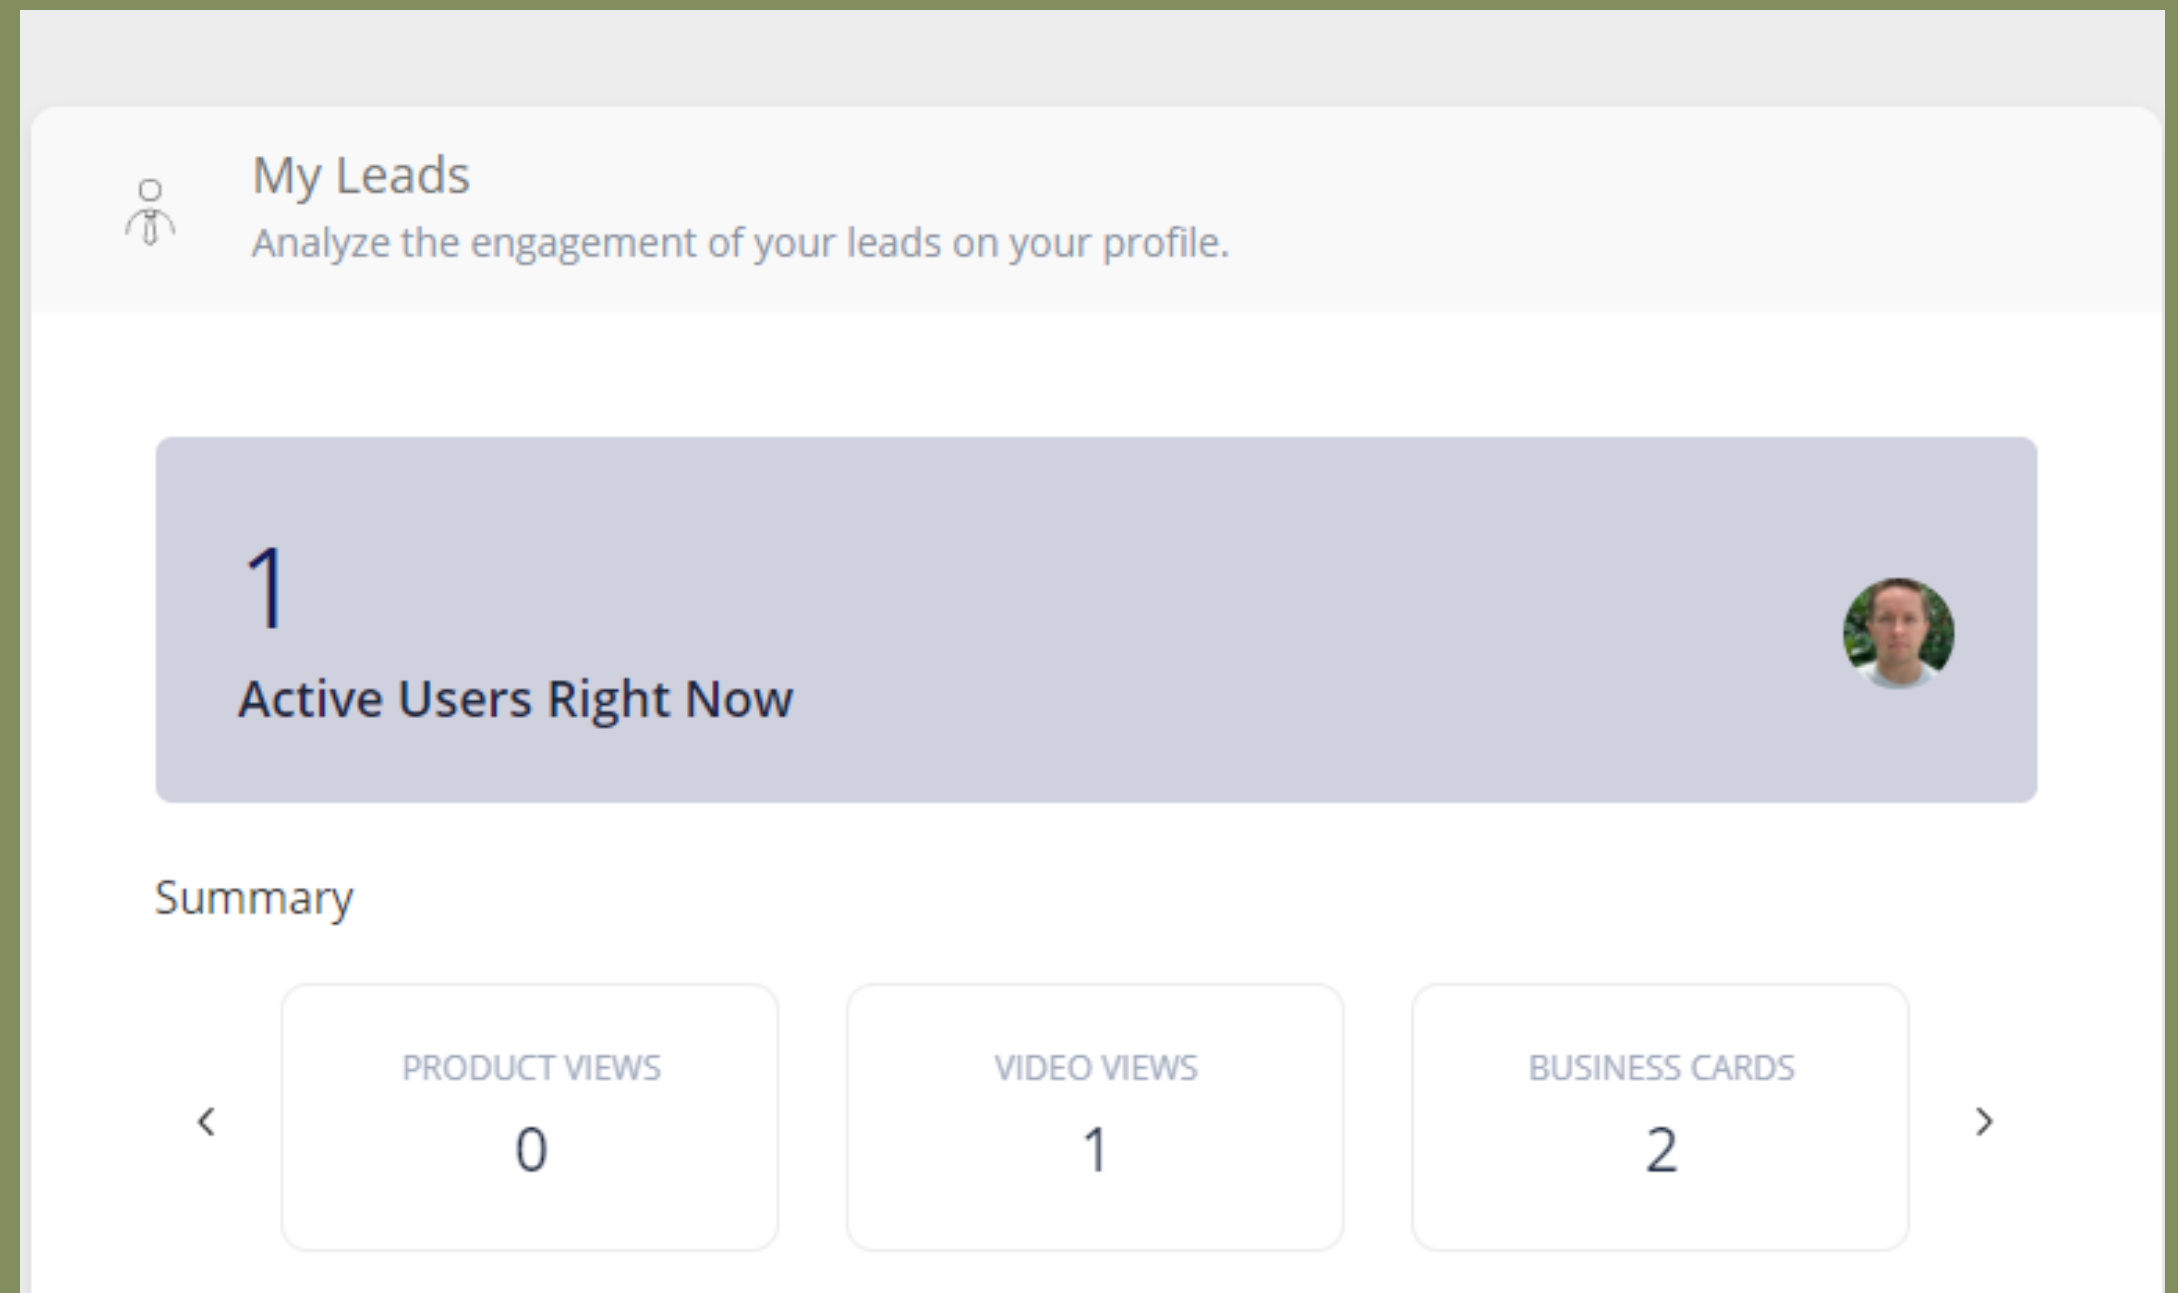 My Leads
Analyze the engagement of your leads on your profile.
1
Active Users Right Now
Summary
PRODUCT VIEWS
0
VIDEO VIEWS
1
BUSINESS CARDS
2